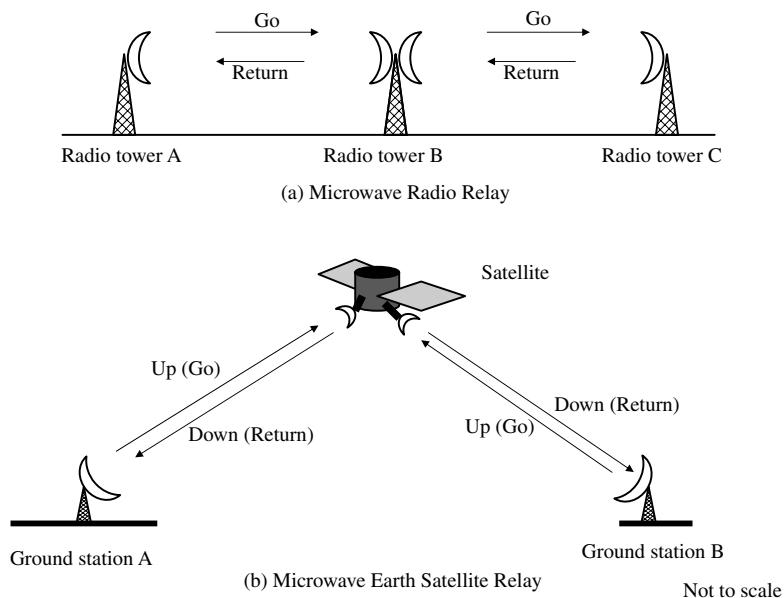 Go
Go
Return
Return
Radio tower A
Radio tower B
Radio tower C
(a) Microwave Radio Relay
Satellite
Up (Go)
Down (Return)
Down (Return)
Up (Go)
Ground station A
Ground station B
(b) Microwave Earth Satellite Relay
Not to scale